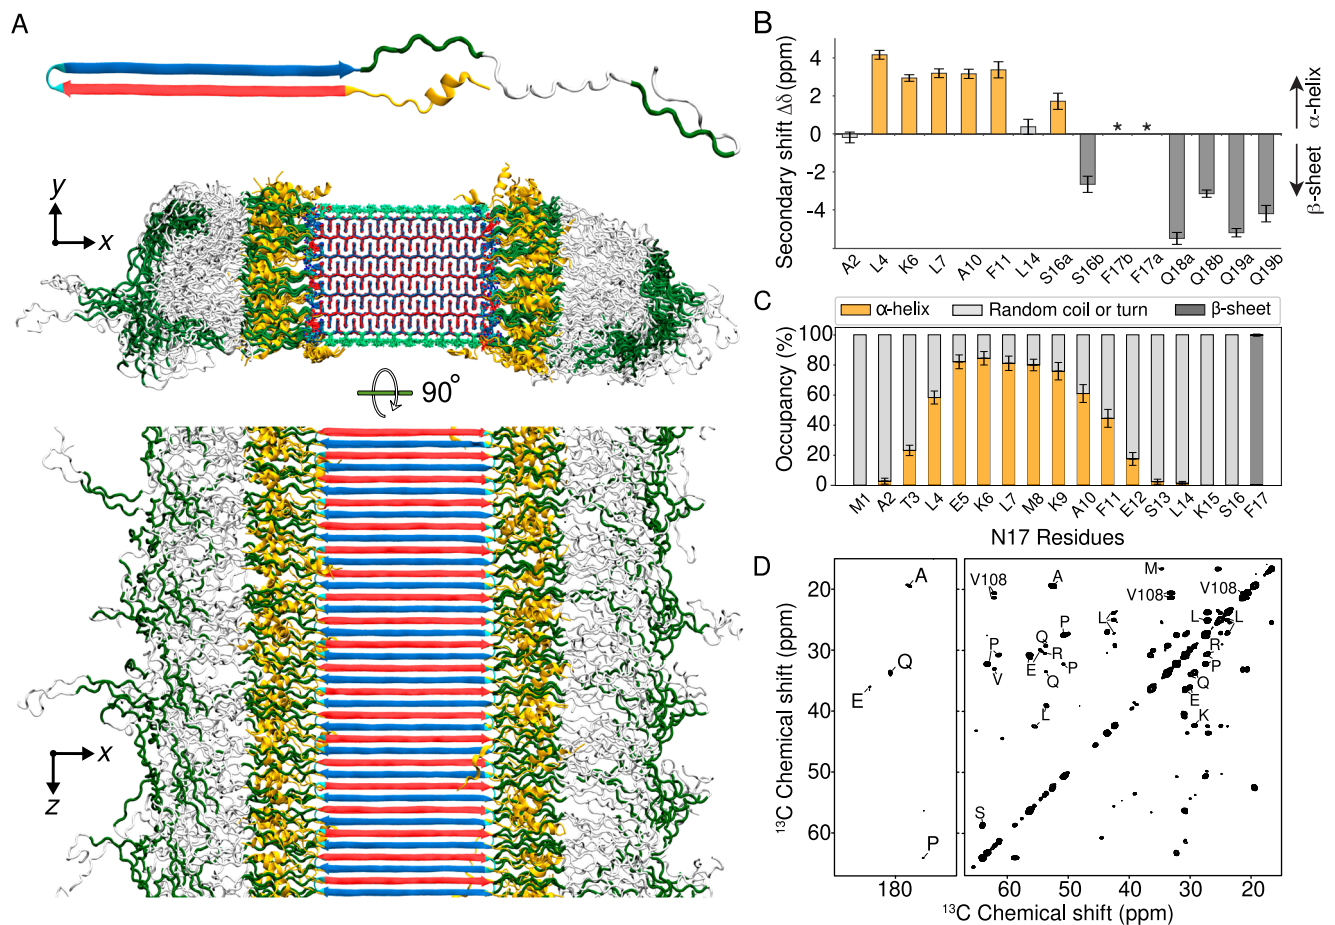 A
y
x
90°
x
z
B
Secondary shift Δδ (ppm)
4
2
0
-2
-4
A2 L4 K6 L7 A10 F11 L14 S16a S16b F17b F17a Q18a Q18b Q19a Q19b
* *
α-helix
β-sheet
C
α-helix Random coil or turn β-sheet
Occupancy (%)
100
80
60
40
20
0
M1 A2 T3 L4 E5 K6 L7 M8 K9 A10 F11 E12 S13 L14 K15 S16 F17
N17 Residues
D
¹³C Chemical shift (ppm)
20
30
40
50
60
A
Q
E
P
180
V108 A M V108 V108
P L L L
P Q R R
V E Q P P Q
L E
K
S
60 50 40 30 20
¹³C Chemical shift (ppm)